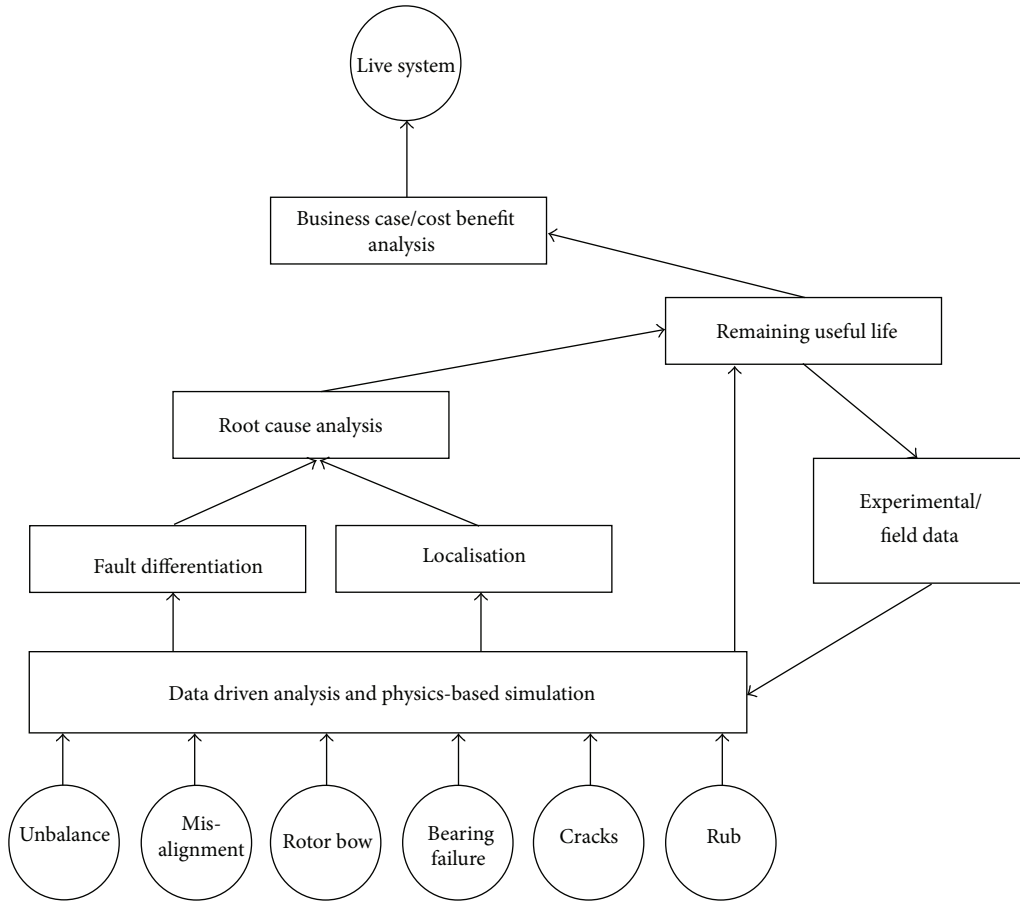 Live system
Business case/cost benefit
analysis
Remaining useful life
Root cause analysis
Experimental/
field data
Fault differentiation
Localisation
Data driven analysis and physics-based simulation
Unbalance
Mis-
alignment
Rotor bow
Bearing
failure
Cracks
Rub